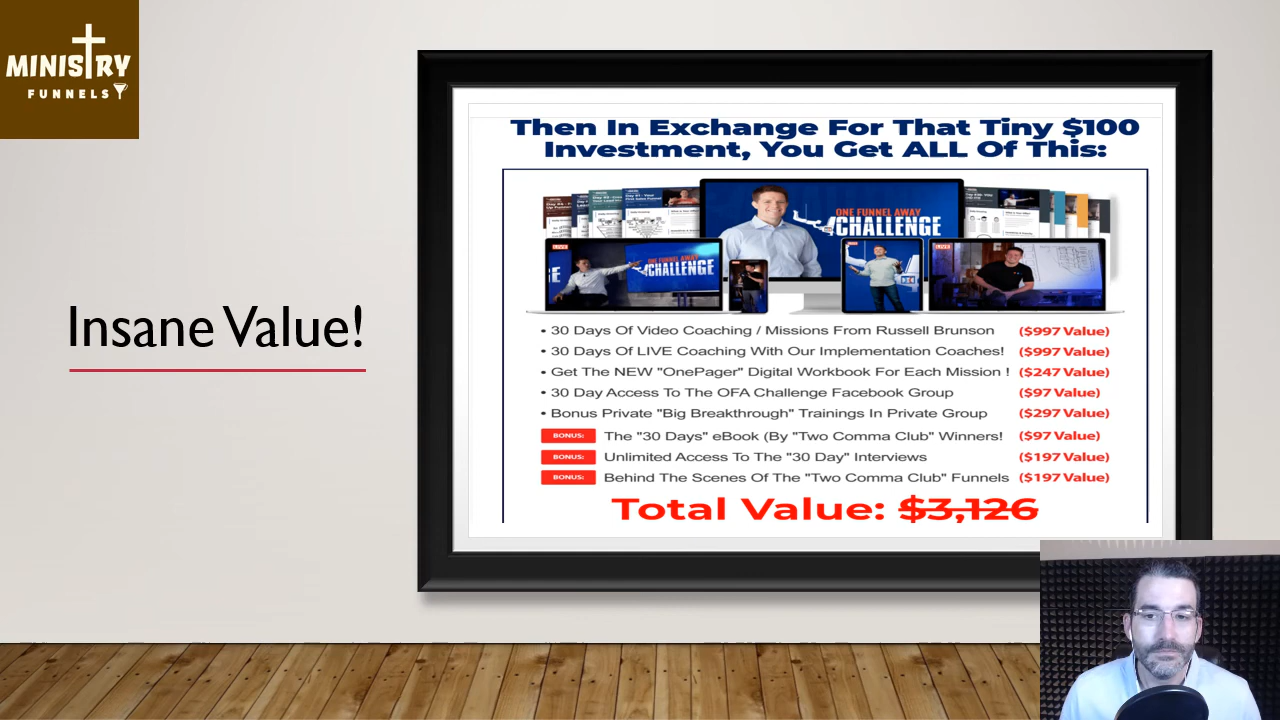 MINISTRY
FUNNELS
Insane Value!
Then In Exchange For That Tiny $100
Investment, You Get ALL Of This:
ONE FUNNEL AWAY
CHALLENGE
LIVE
ONE FUNNEL AWAY
CHALLENGE
LIVE
• 30 Days Of Video Coaching / Missions From Russell Brunson ($997 Value)
• 30 Days Of LIVE Coaching With Our Implementation Coaches! ($997 Value)
• Get The NEW "OnePager" Digital Workbook For Each Mission ! ($247 Value)
• 30 Day Access To The OFA Challenge Facebook Group ($97 Value)
• Bonus Private "Big Breakthrough" Trainings In Private Group ($297 Value)
BONUS: The "30 Days" eBook (By "Two Comma Club" Winners! ($97 Value)
BONUS: Unlimited Access To The "30 Day" Interviews ($197 Value)
BONUS: Behind The Scenes Of The "Two Comma Club" Funnels ($197 Value)
Total Value: $3,126